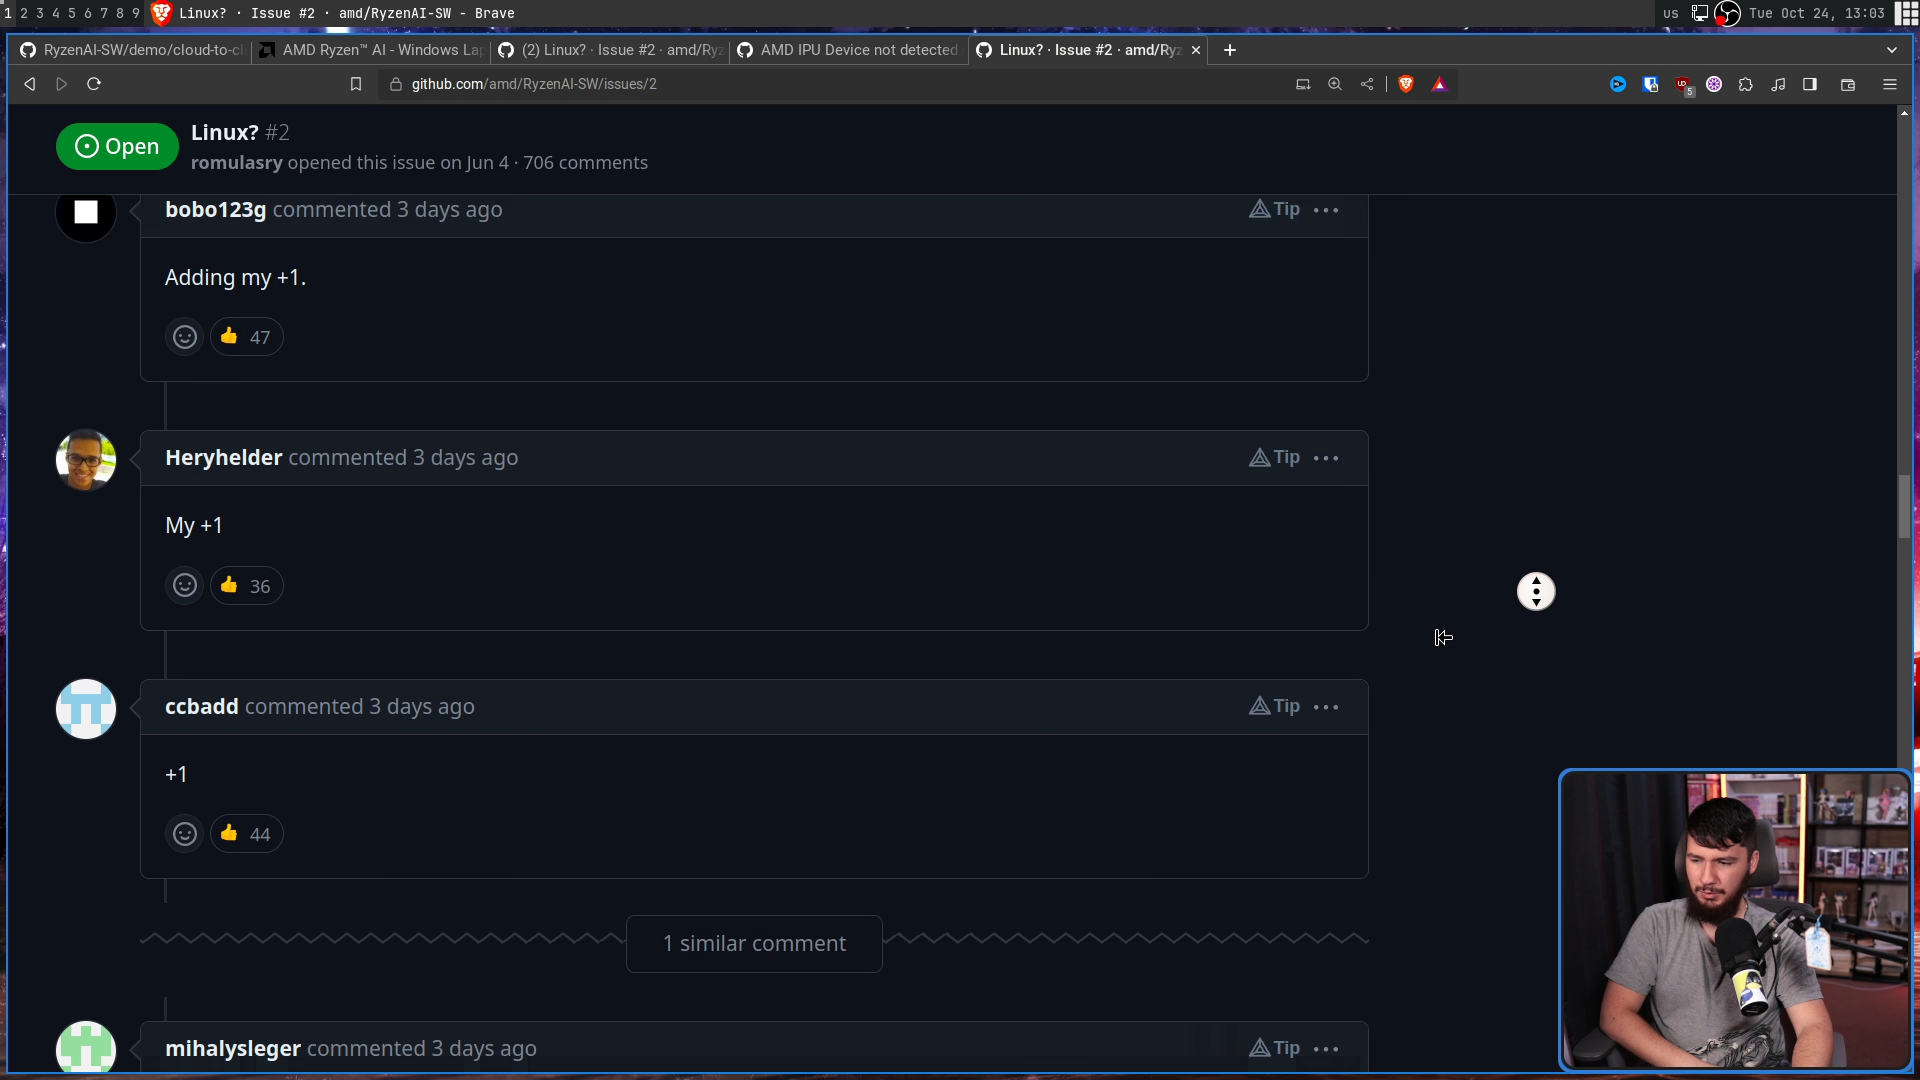 1 2 3 4 5 6 7 8 9 Linux? · Issue #2 · amd/RyzenAI-SW - Brave
us Tue Oct 24, 13:03
RyzenAI-SW/demo/cloud-to-cl
AMD Ryzen™ AI - Windows Lap
(2) Linux? · Issue #2 · amd/Ryz
AMD IPU Device not detected
Linux? · Issue #2 · amd/Ryz
github.com/amd/RyzenAI-SW/issues/2
5
Open
Linux? #2
romulasry opened this issue on Jun 4 · 706 comments
bobo123g commented 3 days ago
Tip
Adding my +1.
47
Heryhelder commented 3 days ago
Tip
My +1
36
ccbadd commented 3 days ago
Tip
+1
44
1 similar comment
mihalysleger commented 3 days ago
Tip